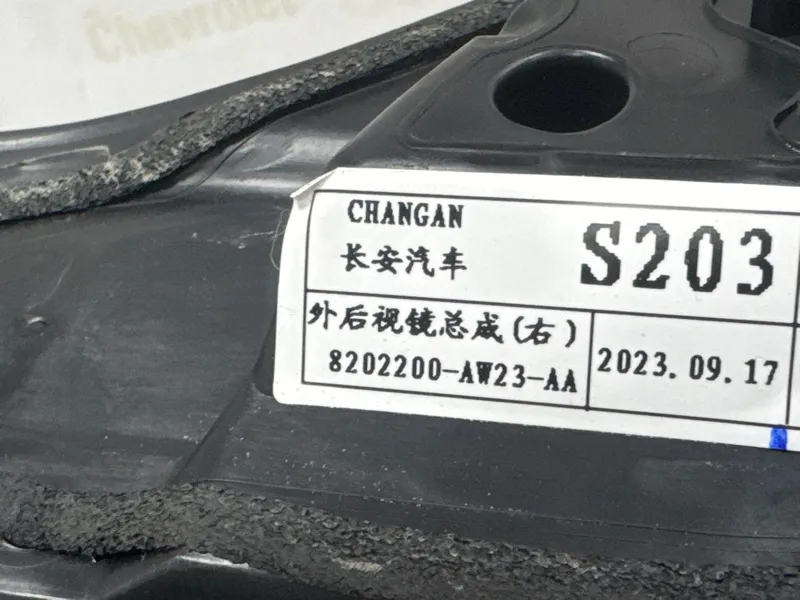 Chevrolet
CHANGAN
长安汽车
S203
外后视镜总成(右)
8202200-AW23-AA
2023.09.17